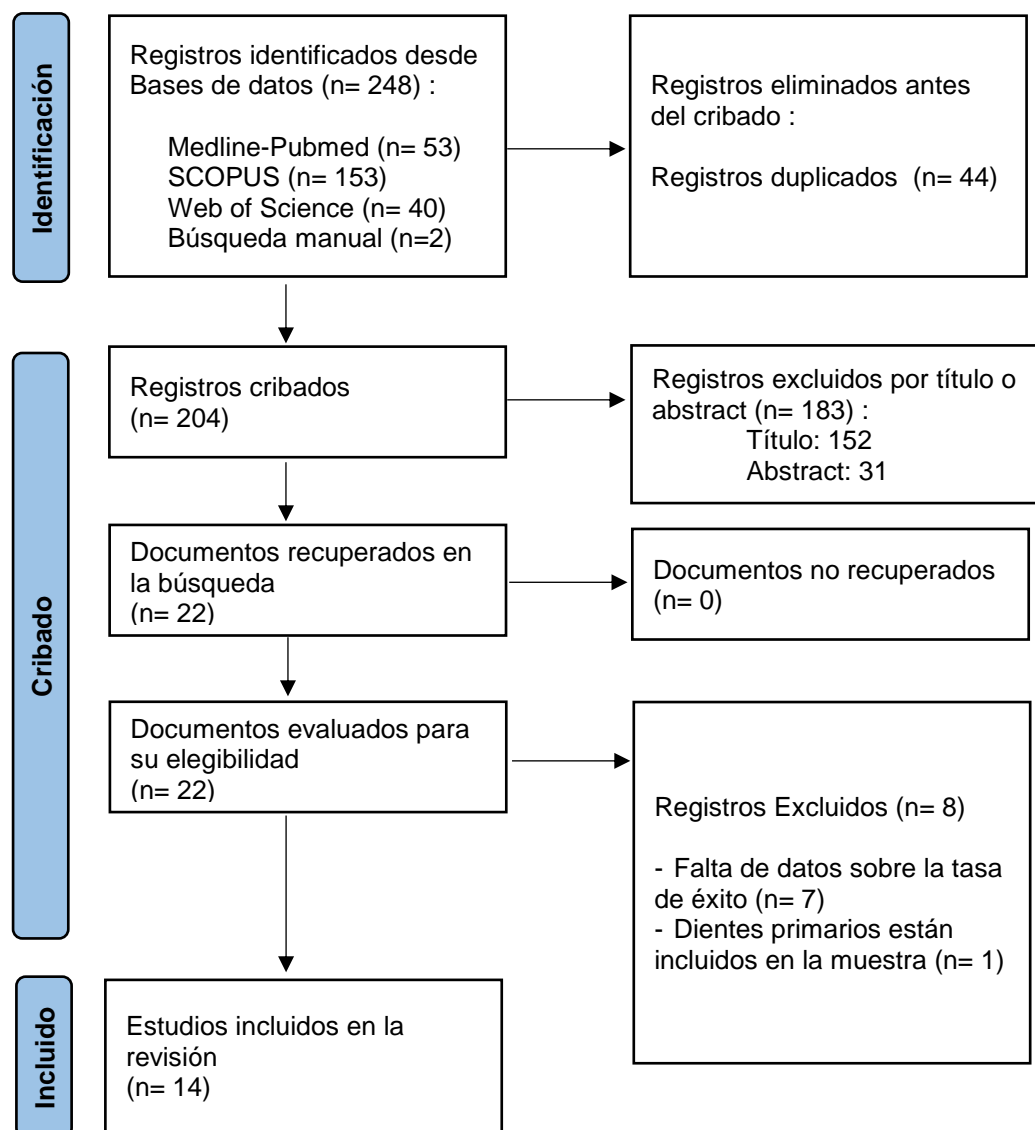 Identificación
Registros identificados desde
Bases de datos (n= 248) :
Medline-Pubmed (n= 53)
SCOPUS (n= 153)
Web of Science (n= 40)
Búsqueda manual (n=2)
Registros eliminados antes
del cribado :
Registros duplicados (n= 44)
Cribado
Registros cribados
(n= 204)
Registros excluidos por título o
abstract (n= 183) :
Título: 152
Abstract: 31
Documentos recuperados en
la búsqueda
(n= 22)
Documentos no recuperados
(n= 0)
Documentos evaluados para
su elegibilidad
(n= 22)
Registros Excluidos (n= 8)
- Falta de datos sobre la tasa
de éxito (n= 7)
- Dientes primarios están
incluidos en la muestra (n= 1)
Incluido
Estudios incluidos en la
revisión
(n= 14)